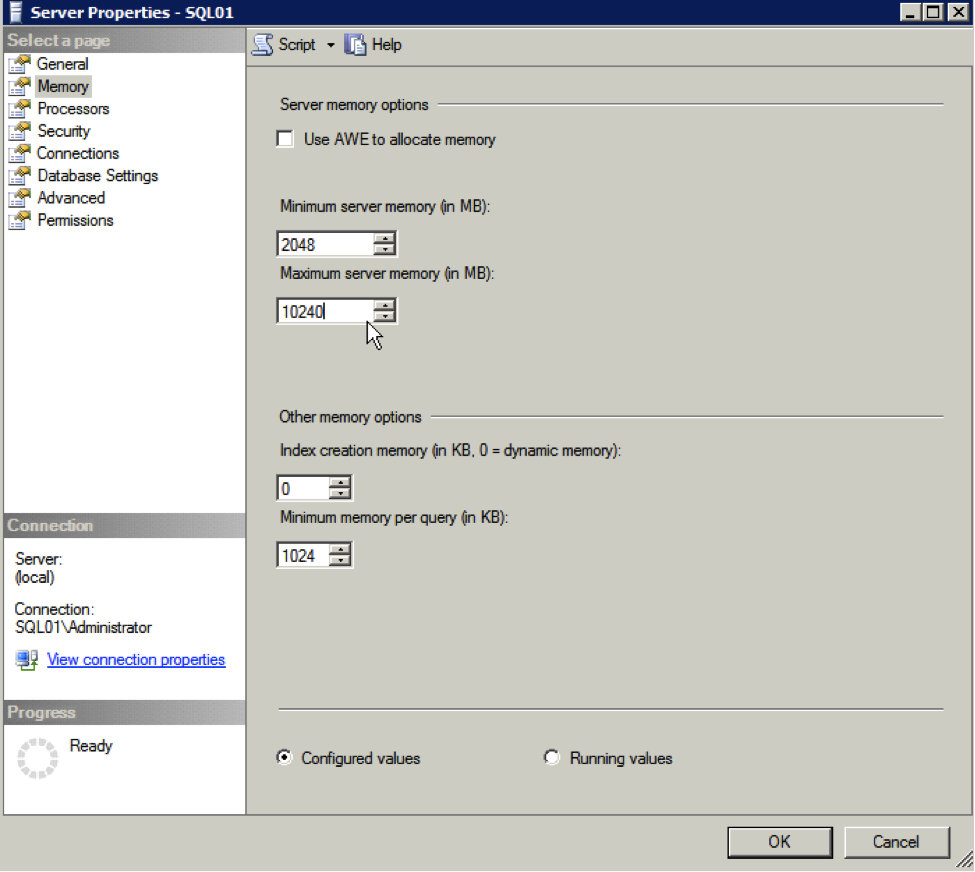 Server Properties - SQL01
Select a page
General
Memory
Processors
Security
Connections
Database Settings
Advanced
Permissions
Connection
Server:
(local)
Connection:
SQL01\Administrator
View connection properties
Progress
Ready
Script
Help
Server memory options
Use AWE to allocate memory
Minimum server memory (in MB):
2048
Maximum server memory (in MB):
10240
Other memory options
Index creation memory (in KB, 0 = dynamic memory):
0
Minimum memory per query (in KB):
1024
Configured values
Running values
OK
Cancel